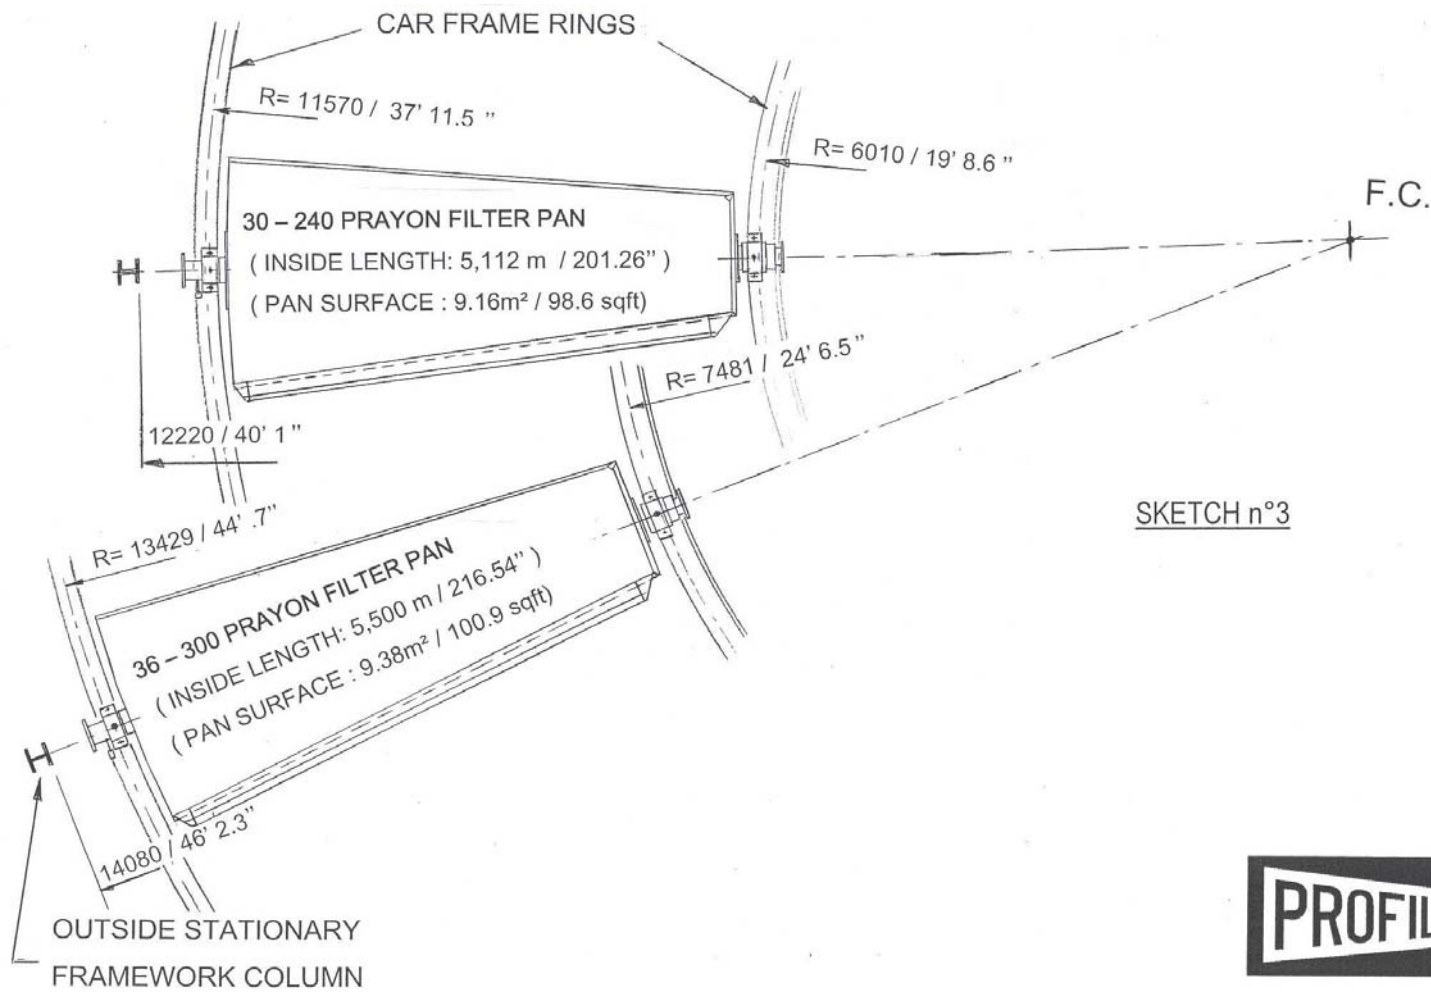 CAR FRAME RINGS
R= 11570 / 37' 11.5 "
R= 6010 / 19' 8.6 "
F.C.
30 – 240 PRAYON FILTER PAN
( INSIDE LENGTH: 5,112 m / 201.26" )
( PAN SURFACE : 9.16m² / 98.6 sqft)
R= 7481 / 24' 6.5"
12220 / 40' 1 "
SKETCH n°3
R= 13429 / 44' .7"
36 – 300 PRAYON FILTER PAN
( INSIDE LENGTH: 5,500 m / 216.54" )
( PAN SURFACE : 9.38m² / 100.9 sqft)
14080 / 46' 2.3"
OUTSIDE STATIONARY
FRAMEWORK COLUMN